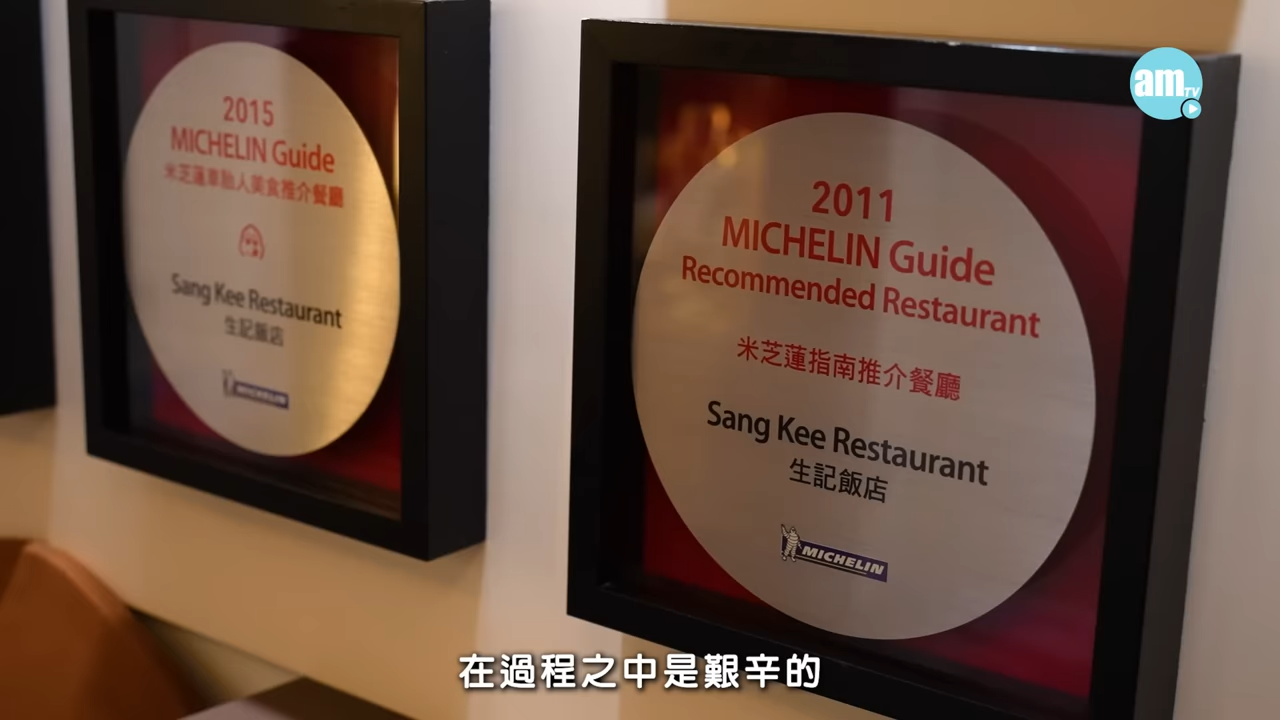 2015
MICHELIN Guide
米芝蓮車胎人美食推介餐廳
Sang Kee Restaurant
生記飯店
MICHELIN
2011
MICHELIN Guide
Recommended Restaurant
米芝蓮指南推介餐廳
Sang Kee Restaurant
生記飯店
MICHELIN
am TV
在過程之中是艱辛的